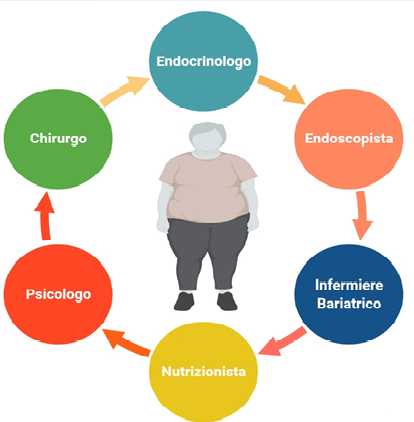 Endocrinologo
Endoscopista
Infermiere
Bariatrico
Nutrizionista
Psicologo
Chirurgo